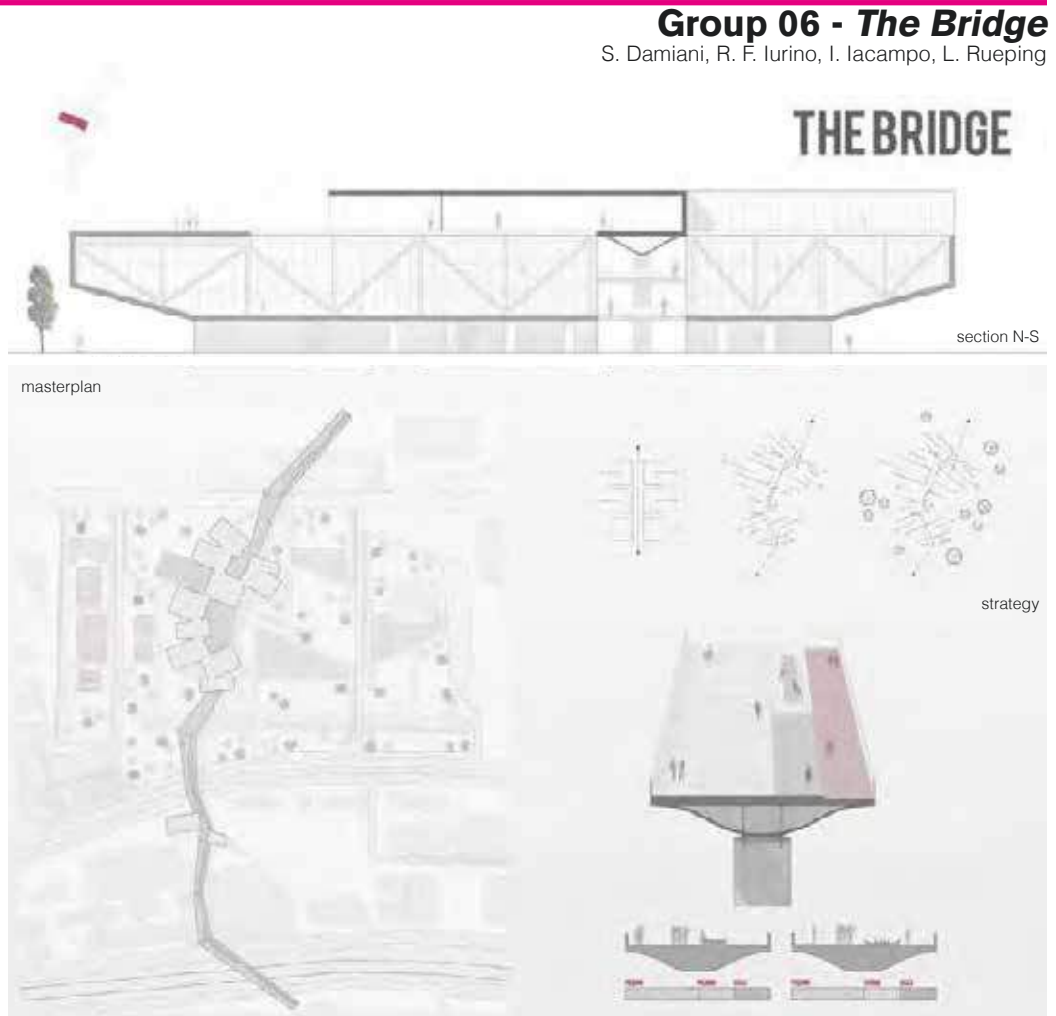 Group 06 - The Bridge
S. Damiani, R. F. Iurino, I. Iacampo, L. Rueping
THE BRIDGE
section N-S
masterplan
strategy